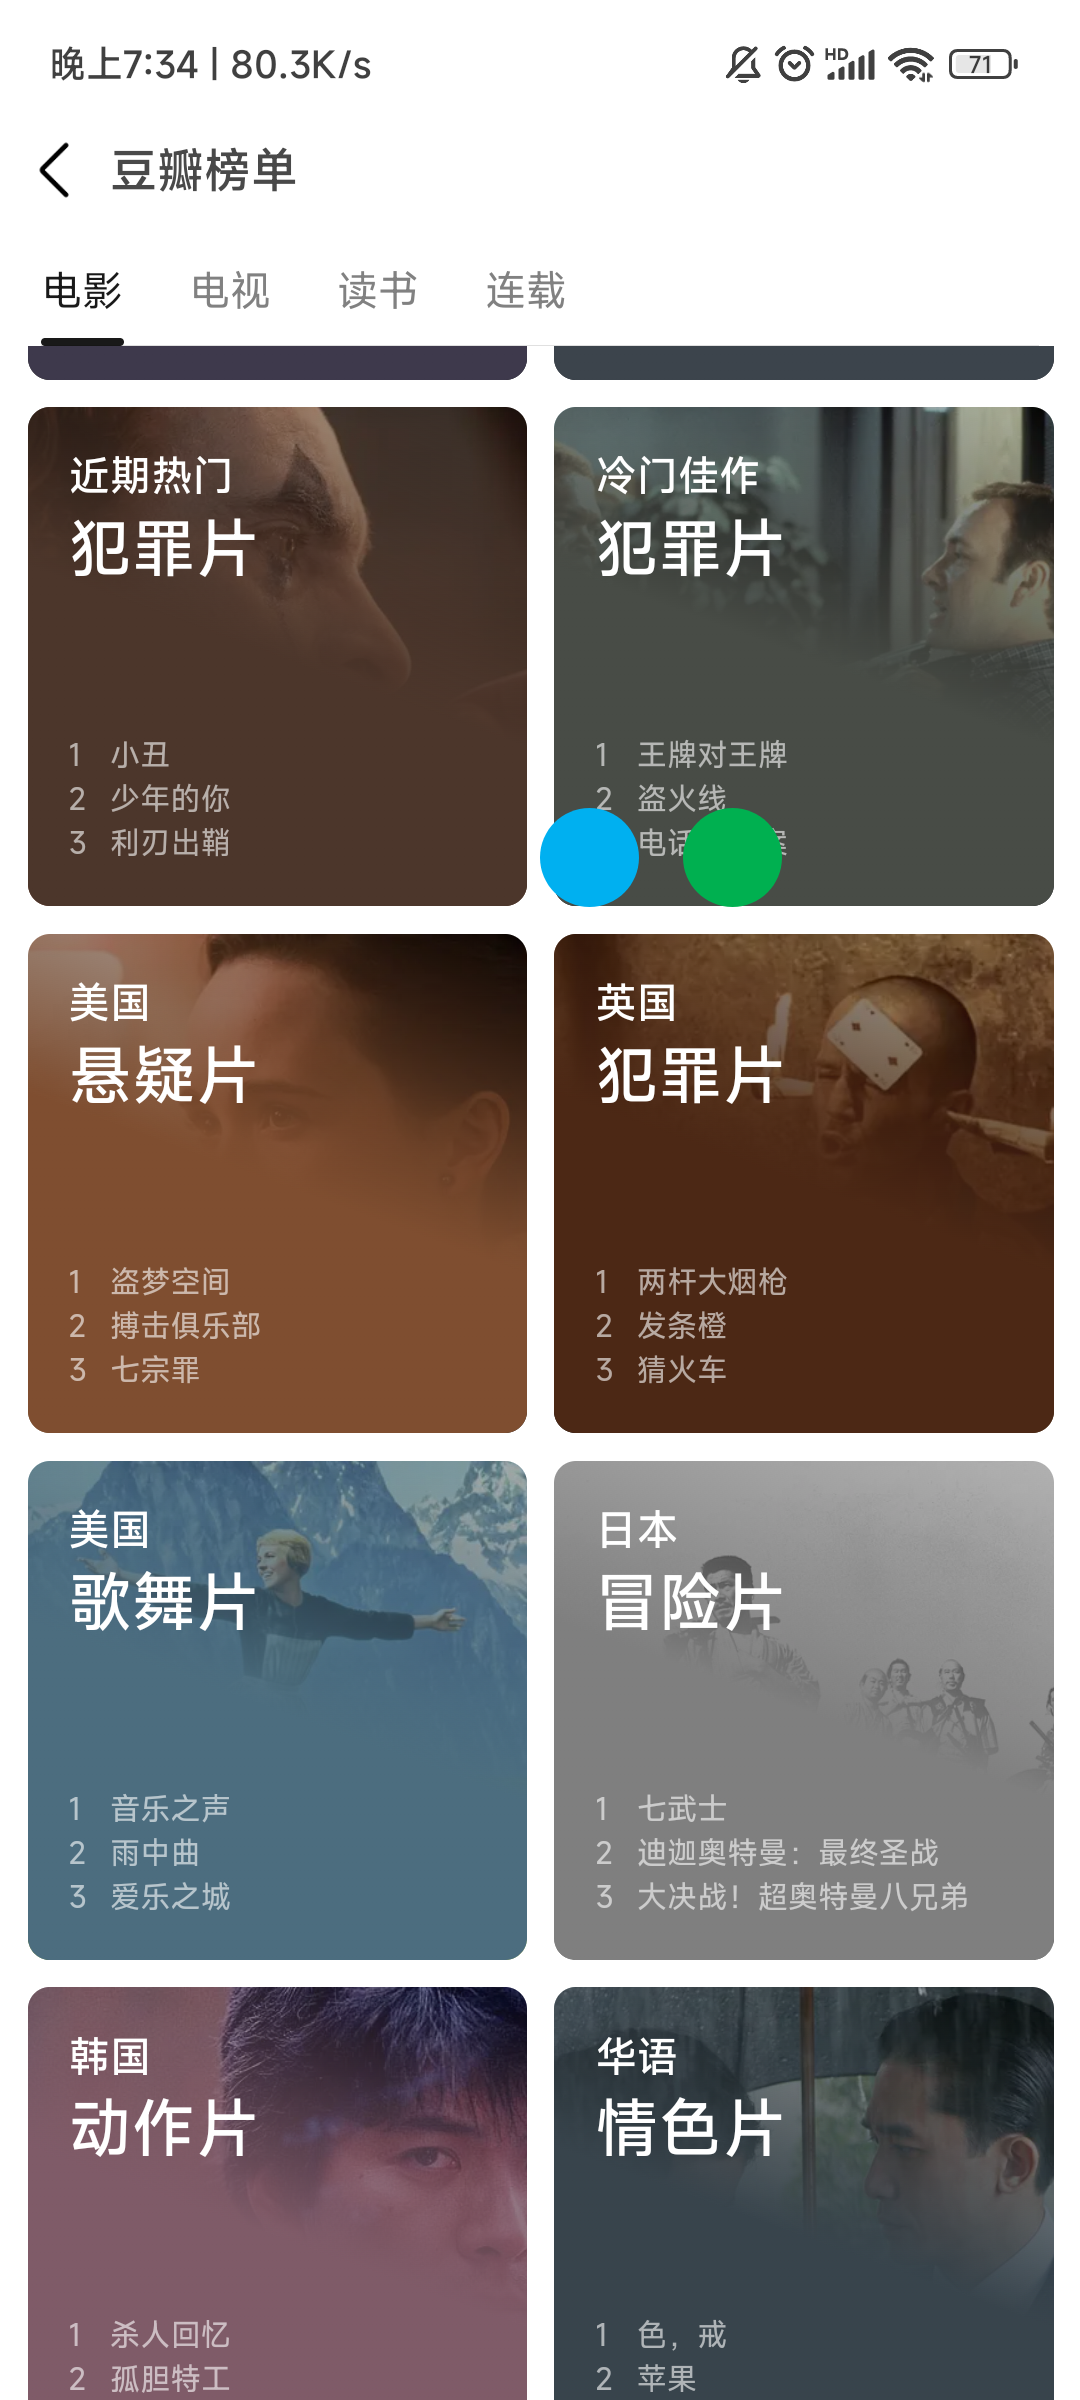 晚上7:34 | 80.3K/s
HD
71
豆瓣榜单
电影 电视 读书 连载
近期热门
犯罪片
1 小丑
2 少年的你
3 利刃出鞘
冷门佳作
犯罪片
1 王牌对王牌
2 盗火线
电话
美国
悬疑片
1 盗梦空间
2 搏击俱乐部
3 七宗罪
英国
犯罪片
1 两杆大烟枪
2 发条橙
3 猜火车
美国
歌舞片
1 音乐之声
2 雨中曲
3 爱乐之城
日本
冒险片
1 七武士
2 迪迦奥特曼：最终圣战
3 大决战！超奥特曼八兄弟
韩国
动作片
1 杀人回忆
2 孤胆特工
华语
情色片
1 色，戒
2 苹果